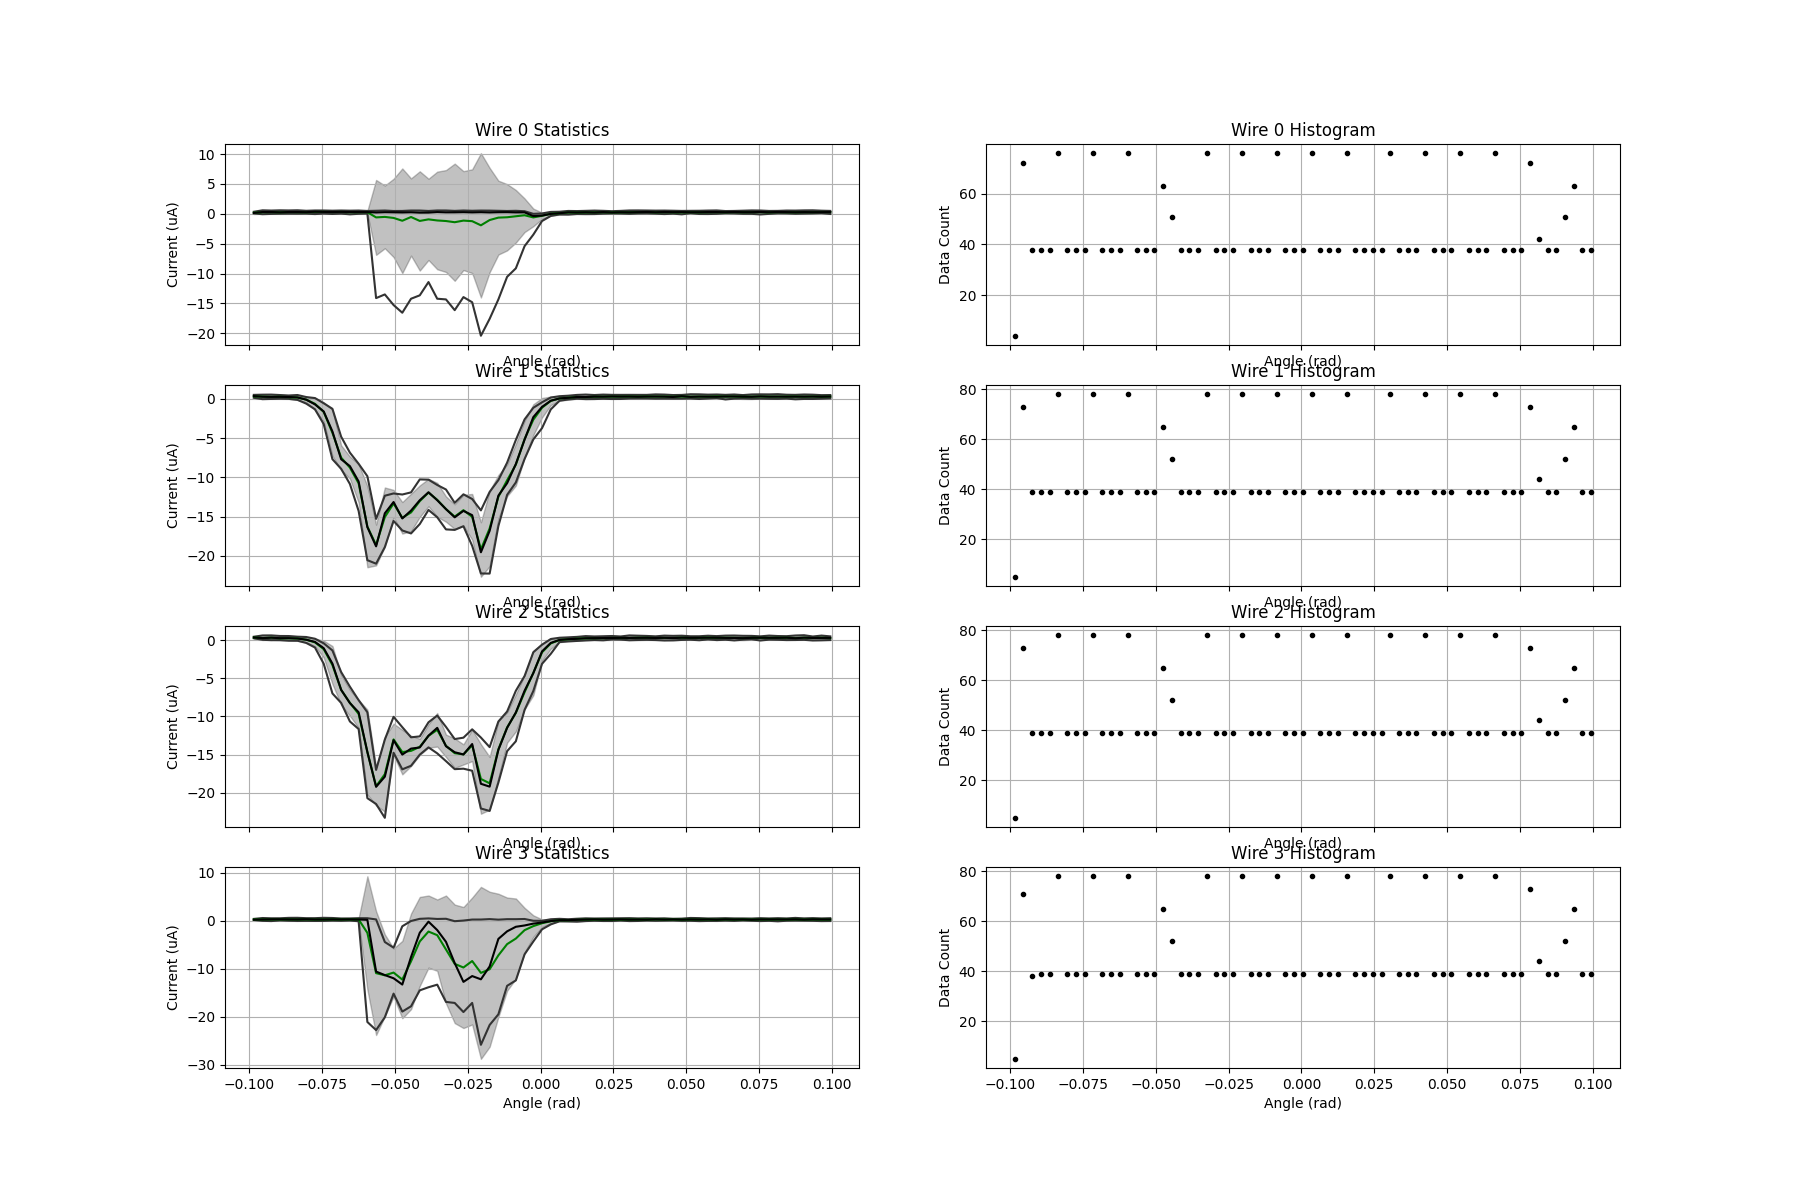 Wire 0 Statistics
Current (uA)
10
5
0
−5
−10
−15
−20
Angle (rad)
Wire 0 Histogram
Data Count
60
40
20
Angle (rad)
Wire 1 Statistics
Current (uA)
0
−5
−10
−15
−20
Angle (rad)
Wire 1 Histogram
Data Count
80
60
40
20
Angle (rad)
Wire 2 Statistics
Current (uA)
0
−5
−10
−15
−20
Angle (rad)
Wire 2 Histogram
Data Count
80
60
40
20
Angle (rad)
Wire 3 Statistics
Current (uA)
10
0
−10
−20
−30
−0.100 −0.075 −0.050 −0.025 0.000 0.025 0.050 0.075 0.100
Angle (rad)
Wire 3 Histogram
Data Count
80
60
40
20
−0.100 −0.075 −0.050 −0.025 0.000 0.025 0.050 0.075 0.100
Angle (rad)